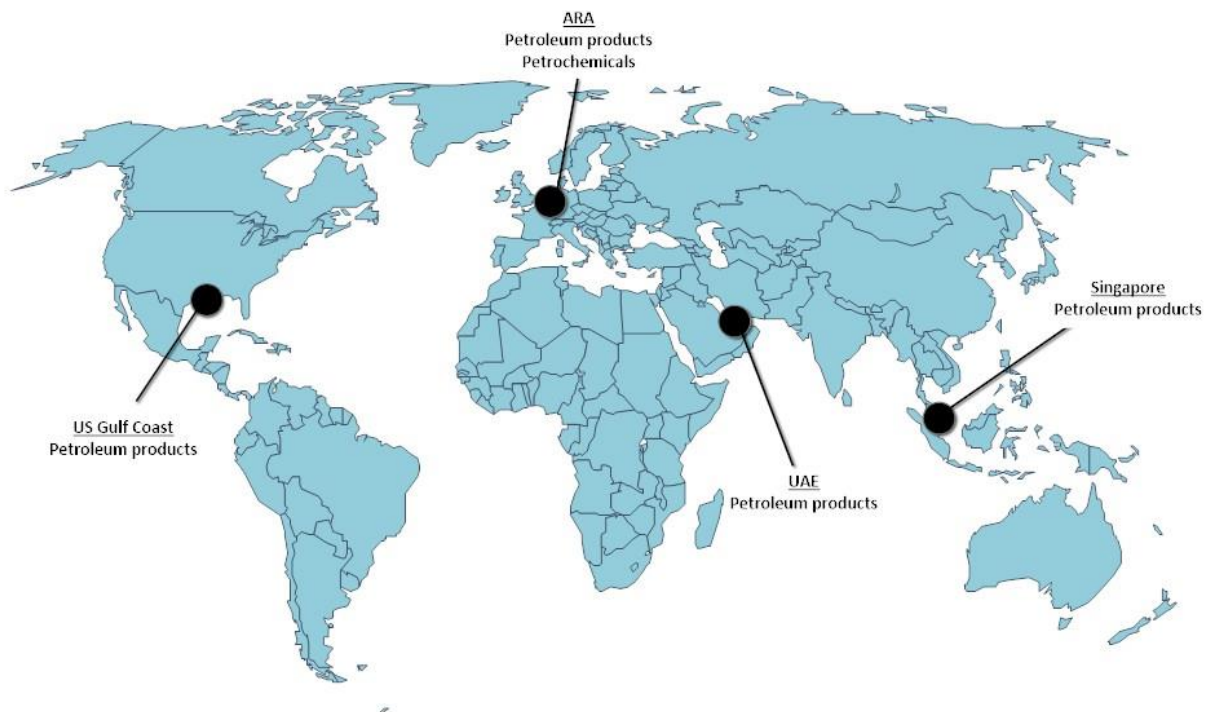 ARA
Petroleum products
Petrochemicals
Singapore
Petroleum products
US Gulf Coast
Petroleum products
UAE
Petroleum products